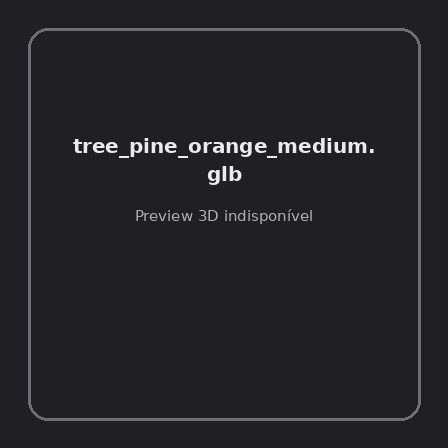 tree_pine_orange_medium.
glb
Preview 3D indisponível